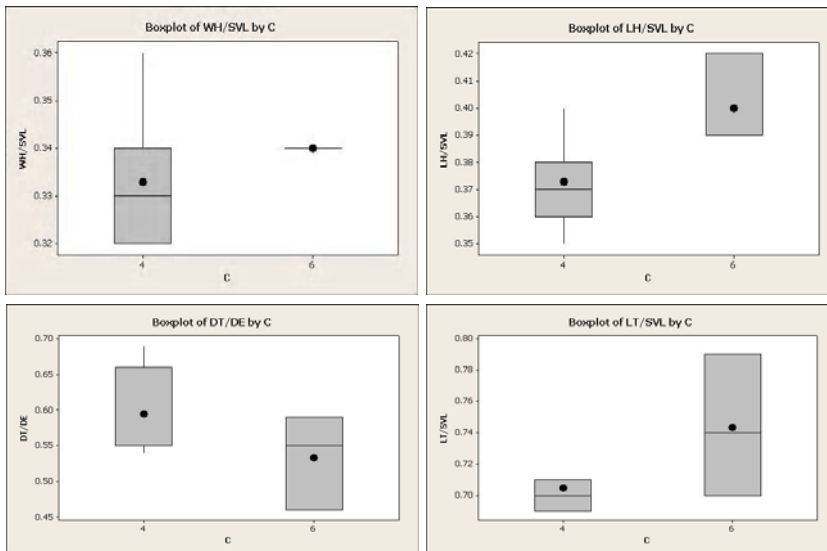 Boxplot of WH/SVL by C
0.36
0.35
0.34
0.33
0.32
WH/SVL
4 6
C
Boxplot of LH/SVL by C
0.42
0.41
0.40
0.39
0.38
0.37
0.36
0.35
LH/SVL
4 6
C
Boxplot of DT/DE by C
0.70
0.65
0.60
0.55
0.50
0.45
DT/DE
4 6
C
Boxplot of LT/SVL by C
0.80
0.78
0.76
0.74
0.72
0.70
LT/SVL
4 6
C